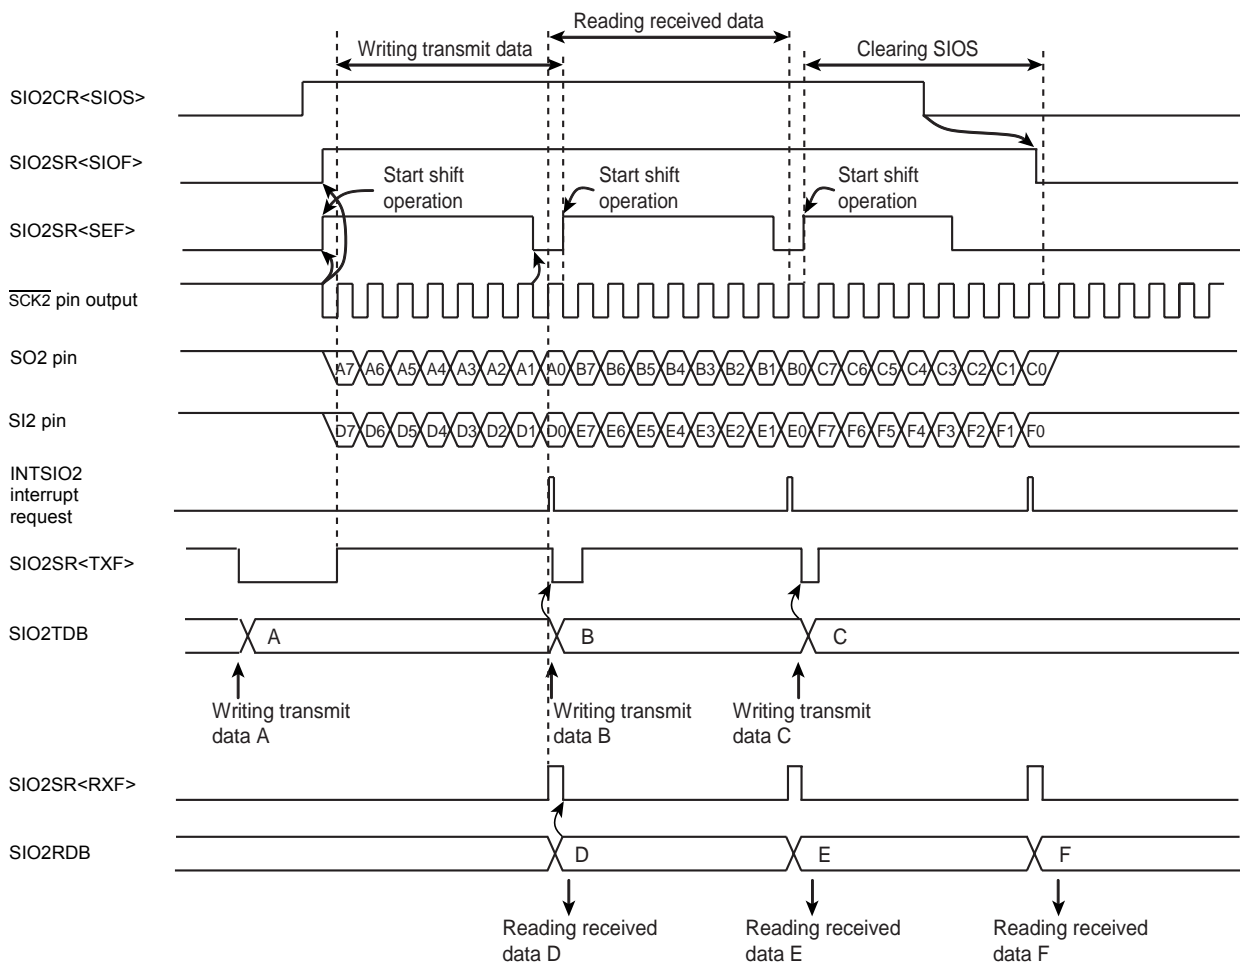 Reading received data
Writing transmit data
Clearing SIOS
SIO2CR<SIOS>
SIO2SR<SIOF>
Start shift
operation
Start shift
operation
Start shift
operation
SIO2SR<SEF>
SCK2 pin output
SO2 pin
A7 A6 A5 A4 A3 A2 A1 A0 B7 B6 B5 B4 B3 B2 B1 B0 C7 C6 C5 C4 C3 C2 C1 C0
SI2 pin
D7 D6 D5 D4 D3 D2 D1 D0 E7 E6 E5 E4 E3 E2 E1 E0 F7 F6 F5 F4 F3 F2 F1 F0
INTSIO2
interrupt
request
SIO2SR<TXF>
SIO2TDB
A B C
Writing transmit
data A
Writing transmit
data B
Writing transmit
data C
SIO2SR<RXF>
SIO2RDB
D E F
Reading received
data D
Reading received
data E
Reading received
data F